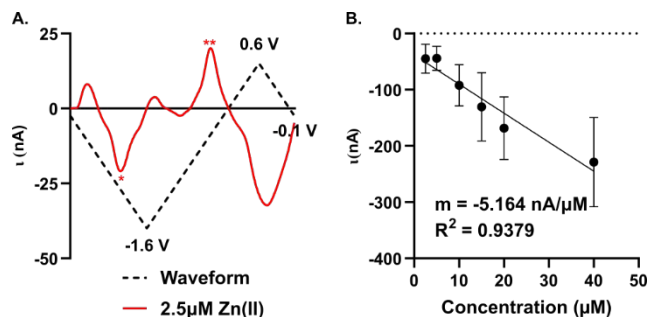 A.
B.
25
0
-25
-50
ι (nA)
**
*
0.6 V
-0.1 V
-1.6 V
Waveform
2.5µM Zn(II)
0
-100
-200
-300
-400
ι(nA)
m = -5.164 nA/µM
R² = 0.9379
0 10 20 30 40 50
Concentration (µM)